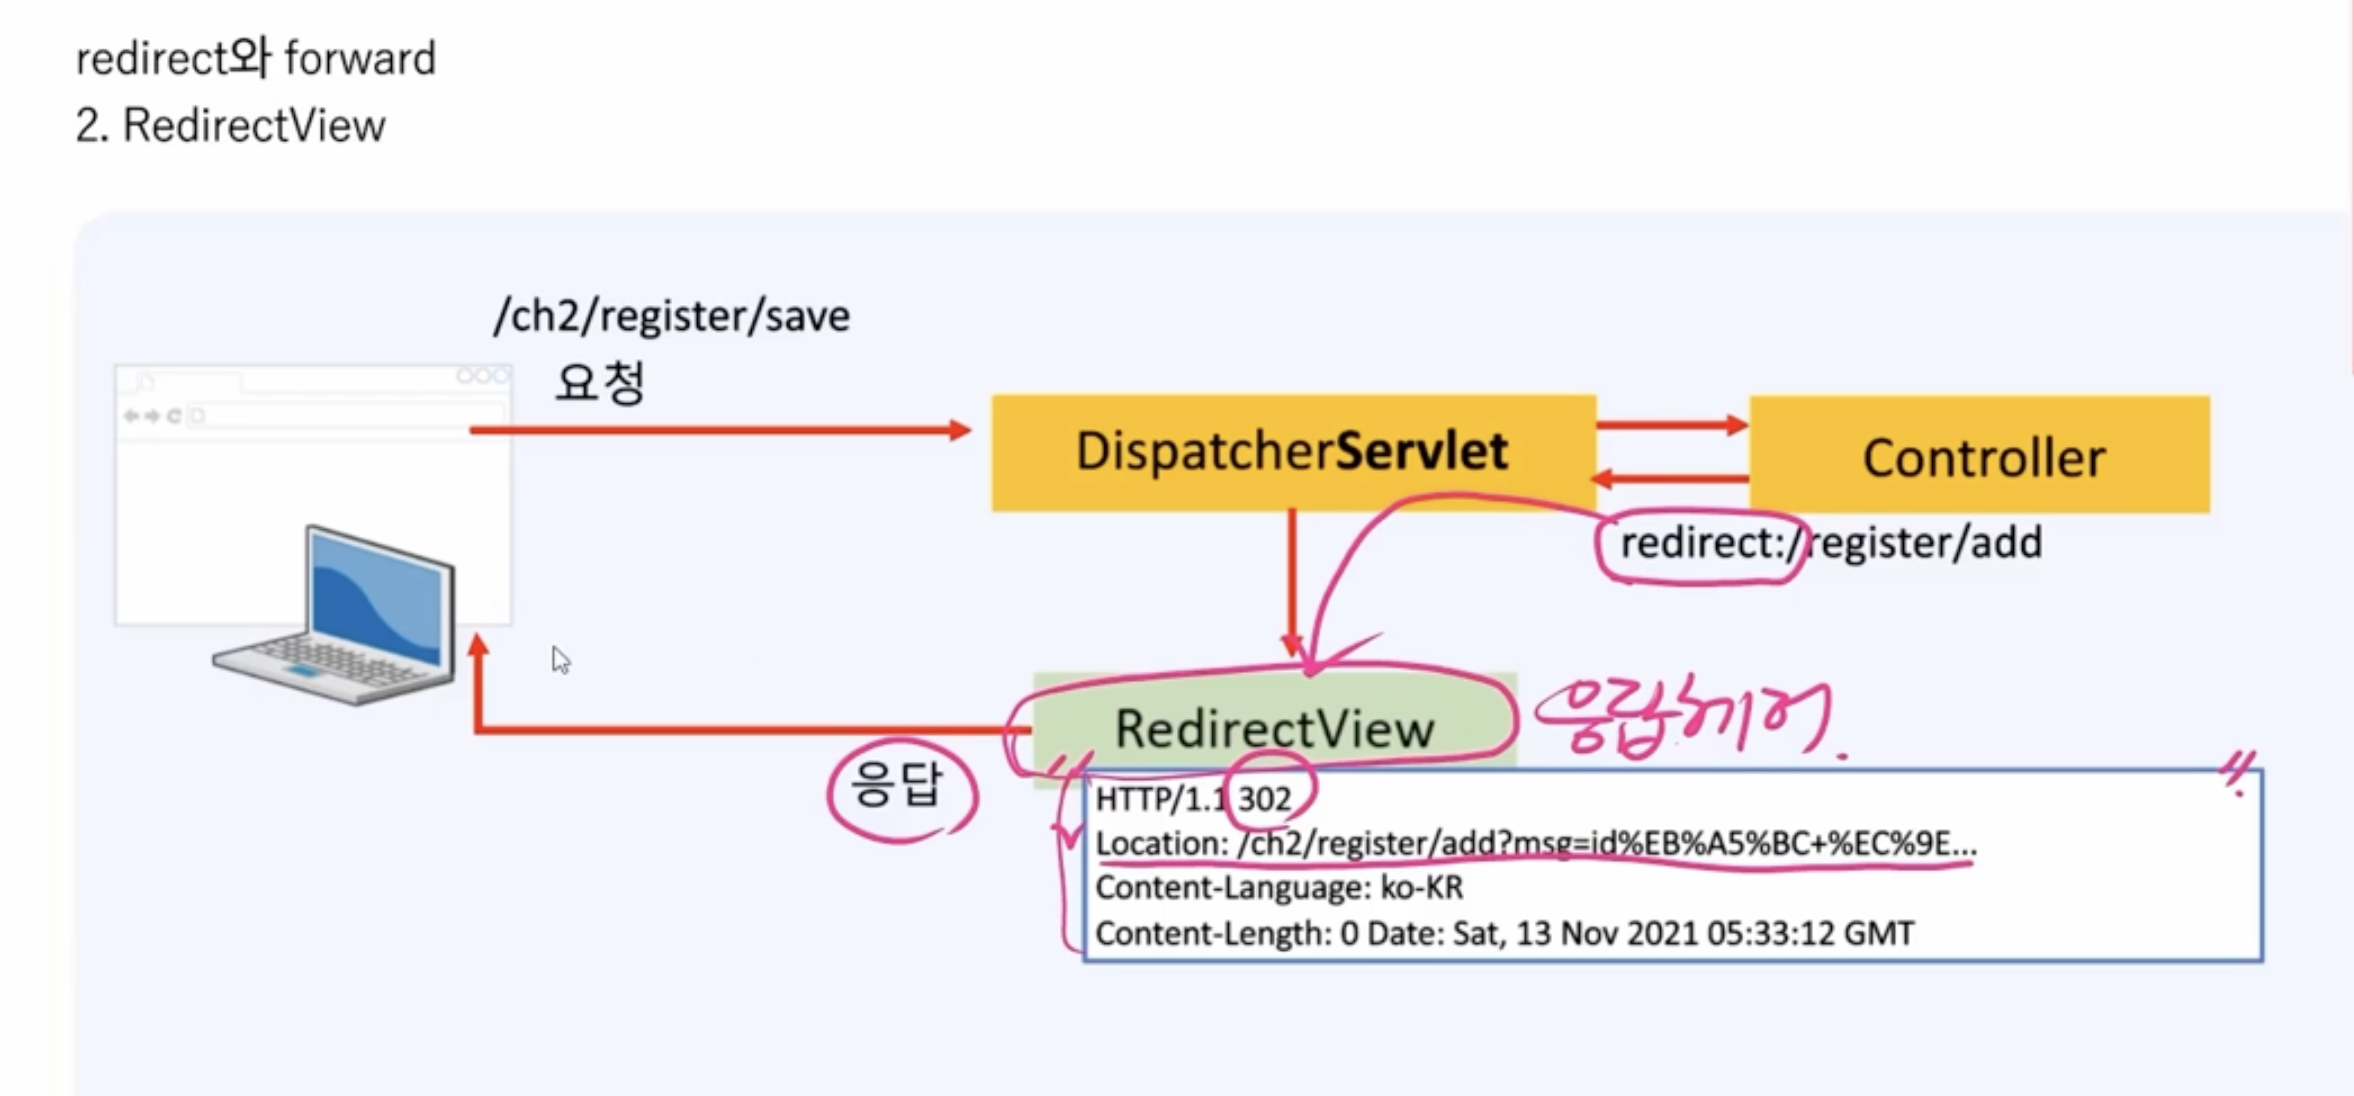 redirect와 forward
2. RedirectView
/ch2/register/save
요청
DispatcherServlet
Controller
redirect:/register/add
RedirectView
응답헤더.
응답
HTTP/1.1 302
Location: /ch2/register/add?msg=id%EB%A5%BC+%EC%9E...
Content-Language: ko-KR
Content-Length: 0 Date: Sat, 13 Nov 2021 05:33:12 GMT